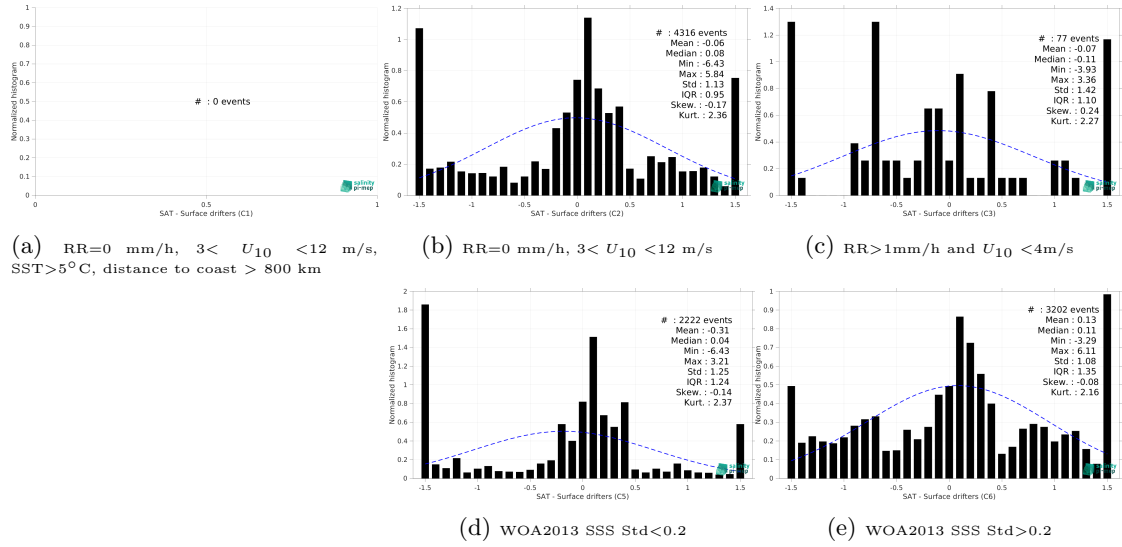 1
0.9
0.8
0.7
0.6
0.5
0.4
0.3
0.2
0.1
0
0
0.5
1
Normalized histogram
# : 0 events
salinity
pi-mep
SAT - Surface drifters (C1)
(a) RR=0 mm/h, 3< U10 <12 m/s,
SST>5°C, distance to coast > 800 km
1.2
1
0.8
0.6
0.4
0.2
0
-1.5
-1
-0.5
0
0.5
1
1.5
Normalized histogram
# : 4316 events
Mean : -0.06
Median : 0.08
Min : -6.43
Max : 5.84
Std : 1.13
IQR : 0.95
Skew. : -0.17
Kurt. : 2.36
salinity
pi-mep
SAT - Surface drifters (C2)
(b) RR=0 mm/h, 3< U10 <12 m/s
1.4
1.2
1
0.8
0.6
0.4
0.2
0
-1.5
-1
-0.5
0
0.5
1
1.5
Normalized histogram
# : 77 events
Mean : -0.07
Median : -0.11
Min : -3.93
Max : 3.36
Std : 1.42
IQR : 1.10
Skew. : 0.24
Kurt. : 2.27
salinity
pi-mep
SAT - Surface drifters (C3)
(c) RR>1mm/h and U10 <4m/s
2
1.8
1.6
1.4
1.2
1
0.8
0.6
0.4
0.2
0
-1.5
-1
-0.5
0
0.5
1
1.5
Normalized histogram
# : 2222 events
Mean : -0.31
Median : 0.04
Min : -6.43
Max : 3.21
Std : 1.25
IQR : 1.24
Skew. : -0.14
Kurt. : 2.37
salinity
pi-mep
SAT - Surface drifters (C5)
(d) WOA2013 SSS Std<0.2
1
0.9
0.8
0.7
0.6
0.5
0.4
0.3
0.2
0.1
0
-1.5
-1
-0.5
0
0.5
1
1.5
Normalized histogram
# : 3202 events
Mean : 0.13
Median : 0.11
Min : -3.29
Max : 6.11
Std : 1.08
IQR : 1.35
Skew. : -0.08
Kurt. : 2.16
salinity
pi-mep
SAT - Surface drifters (C6)
(e) WOA2013 SSS Std>0.2